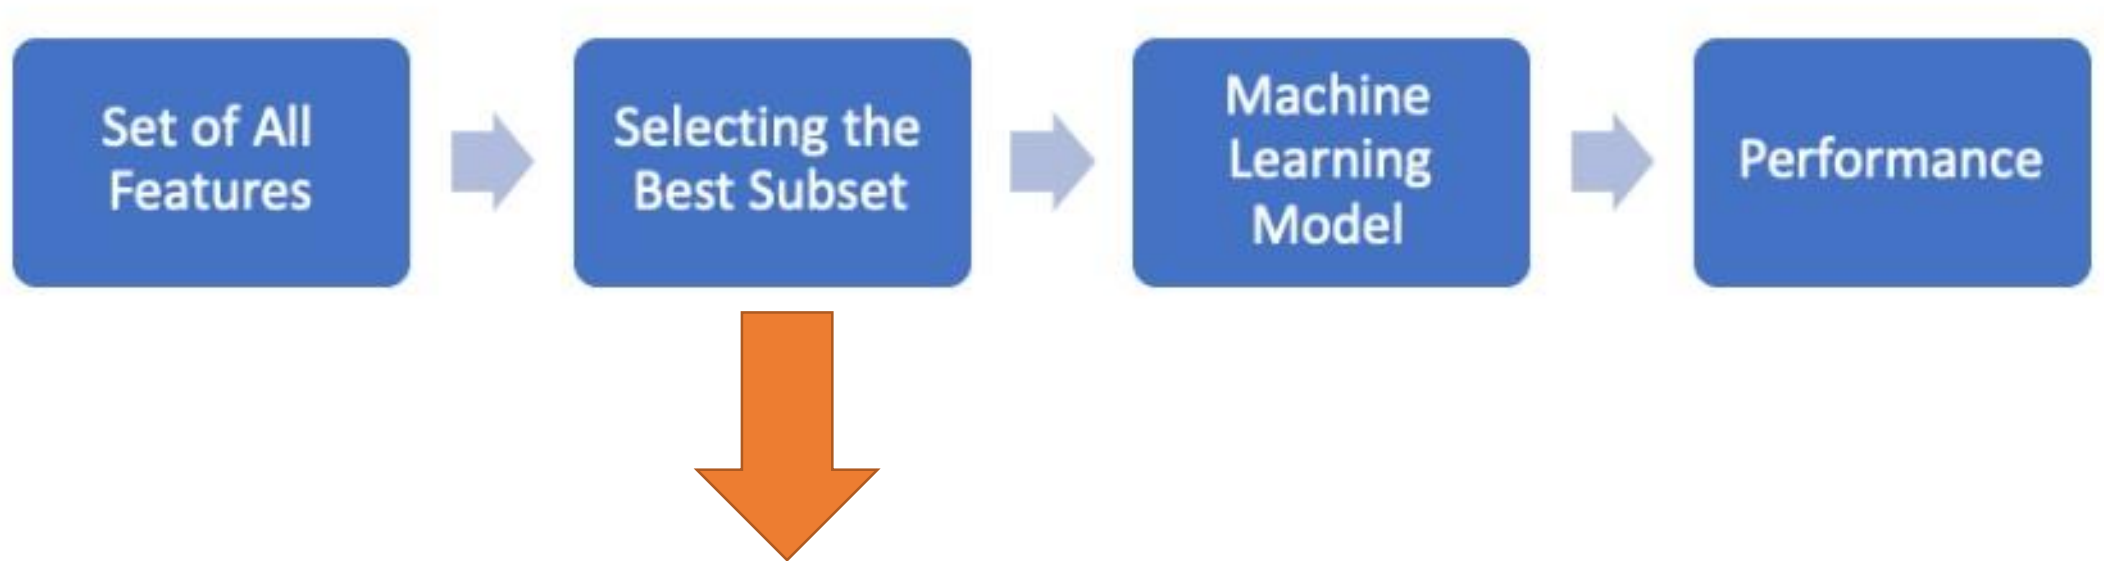 Set of All
Features
Selecting the
Best Subset
Machine
Learning
Model
Performance